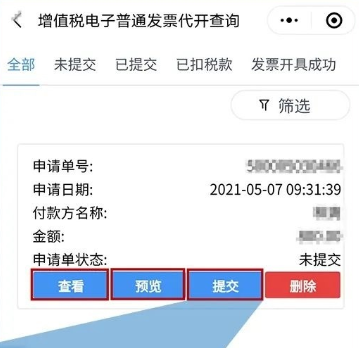 增值税电子普通发票代开查询
全部 未提交 已提交 已扣税款 发票开具成功
筛选
申请单号:
申请日期: 2021-05-07 09:31:39
付款方名称:
金额:
申请单状态: 未提交
查看 预览 提交 删除